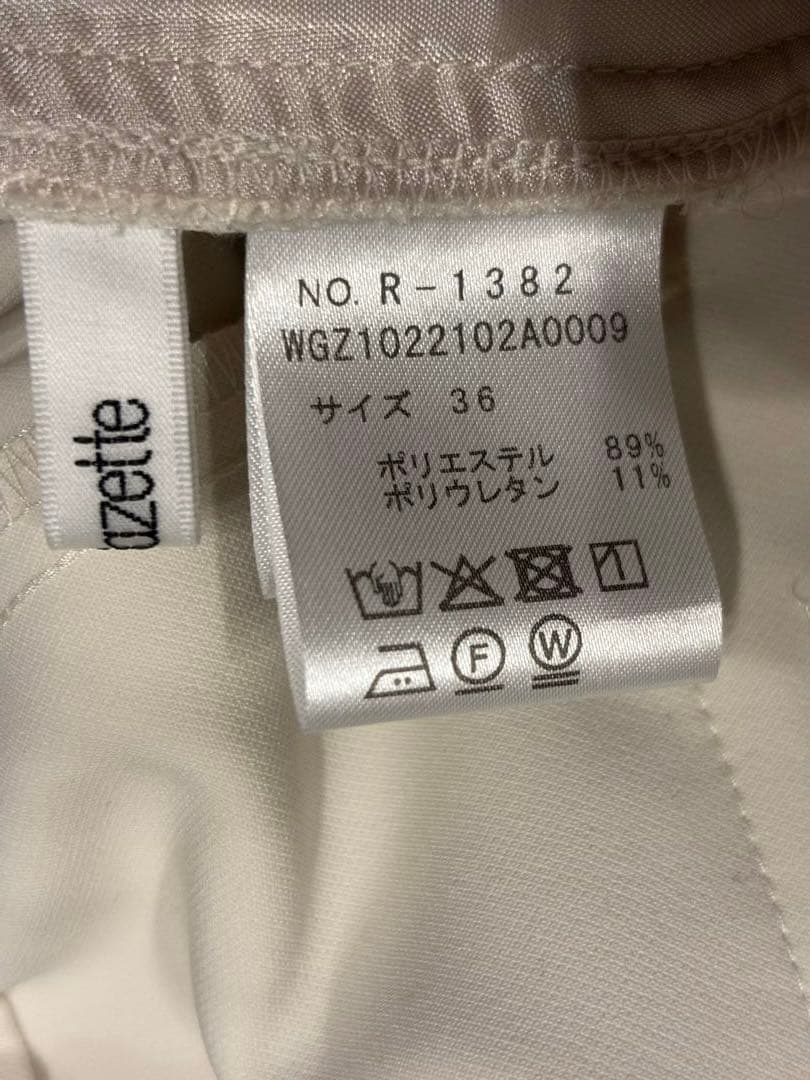 azette
NO. R-1382
WGZ1022102A0009
サイズ 36
ポリエステル 89%
ポリウレタン 11%
1
F
W